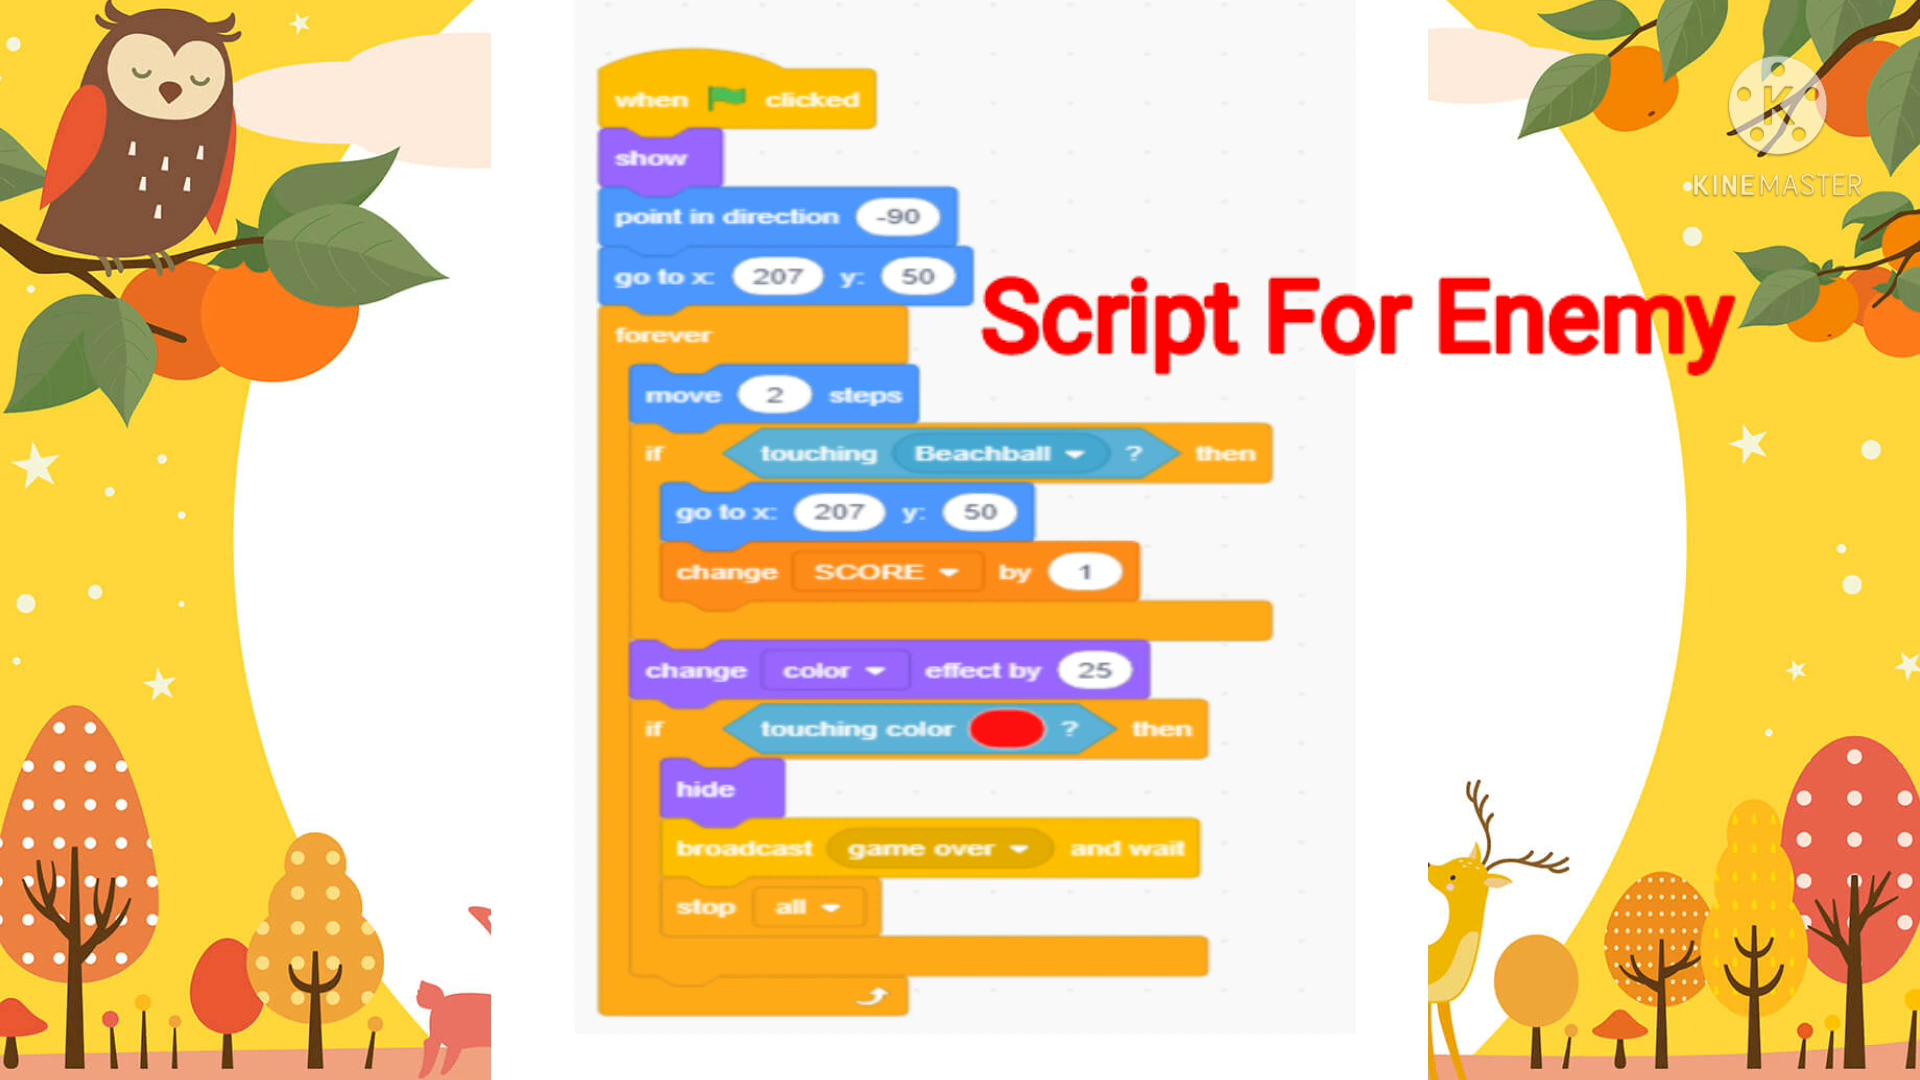 when clicked
show
point in direction -90
go to x: 207 y: 50
forever
move 2 steps
if touching Beachball ? then
go to x: 207 y: 50
change SCORE by 1
change color effect by 25
if touching color ? then
hide
broadcast game over and wait
stop all
Script For Enemy
K
KINEMASTER